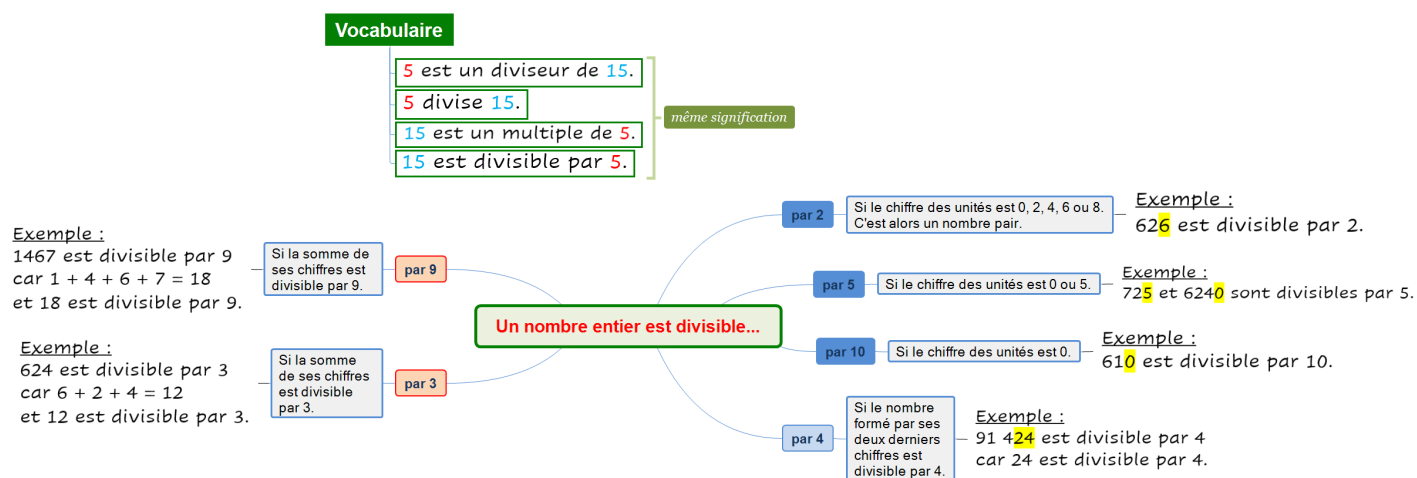 Vocabulaire
5 est un diviseur de 15.
5 divise 15.
15 est un multiple de 5.
15 est divisible par 5.
même signification
Un nombre entier est divisible...
par 2
Si le chiffre des unités est 0, 2, 4, 6 ou 8.
C'est alors un nombre pair.
Exemple :
626 est divisible par 2.
par 5
Si le chiffre des unités est 0 ou 5.
Exemple :
725 et 6240 sont divisibles par 5.
par 10
Si le chiffre des unités est 0.
Exemple :
610 est divisible par 10.
par 4
Si le nombre
formé par ses
deux derniers
chiffres est
divisible par 4.
Exemple :
91 424 est divisible par 4
car 24 est divisible par 4.
par 9
Si la somme de
ses chiffres est
divisible par 9.
Exemple :
1467 est divisible par 9
car 1 + 4 + 6 + 7 = 18
et 18 est divisible par 9.
par 3
Si la somme
de ses chiffres
est divisible
par 3.
Exemple :
624 est divisible par 3
car 6 + 2 + 4 = 12
et 12 est divisible par 3.